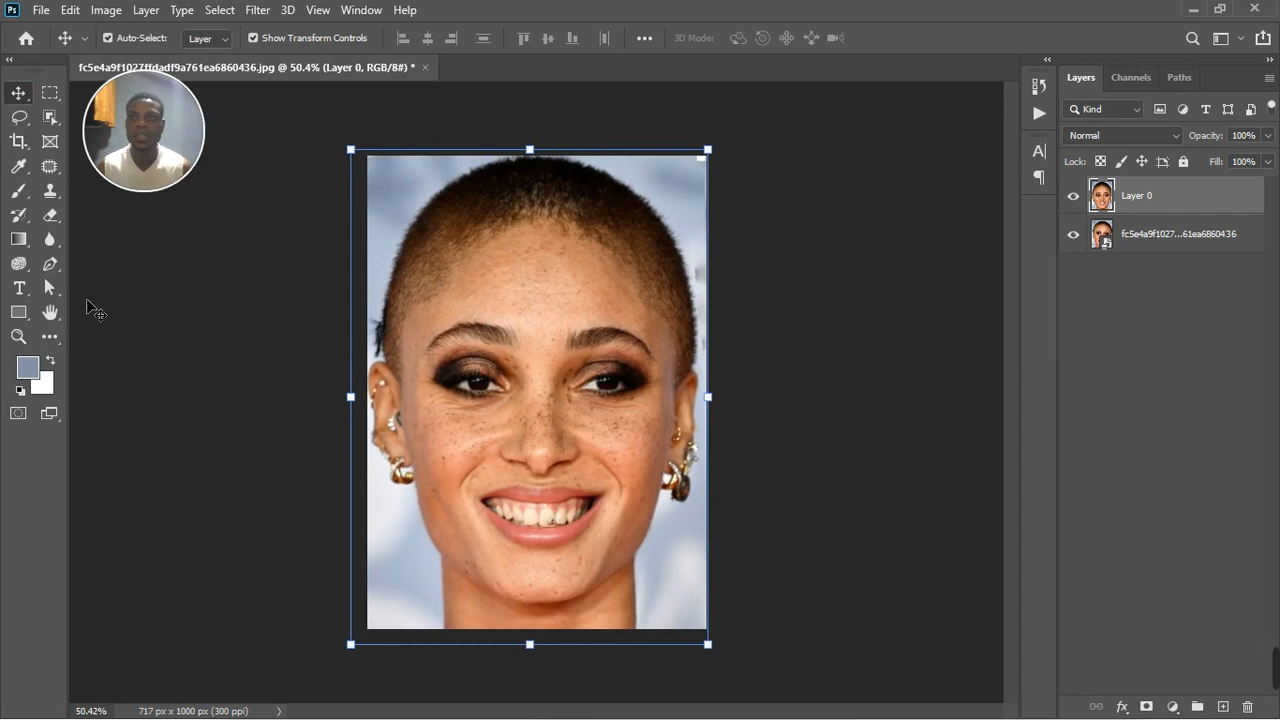 Ps File Edit Image Layer Type Select Filter 3D View Window Help
Auto-Select: Layer Show Transform Controls 3D Mode:
fc5e4a9f1027ffdadf9a761ea6860436.jpg @ 50.4% (Layer 0, RGB/8#) *
Layers Channels Paths
Kind
Normal Opacity: 100%
Lock: Fill: 100%
Layer 0
fc5e4a9f1027...61ea6860436
50.42% 717 px x 1000 px (300 ppi)